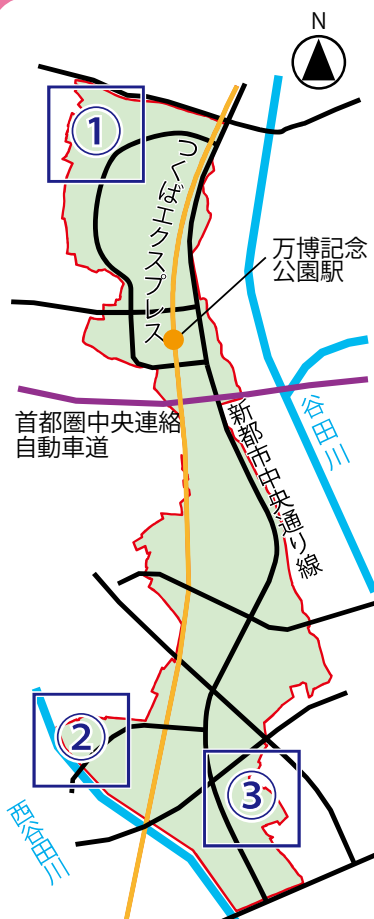 N
①
つくばエクスプレス
万博記念
公園駅
首都圏中央連絡
自動車道
新都市中央通り線
谷田川
②
③
西谷田川